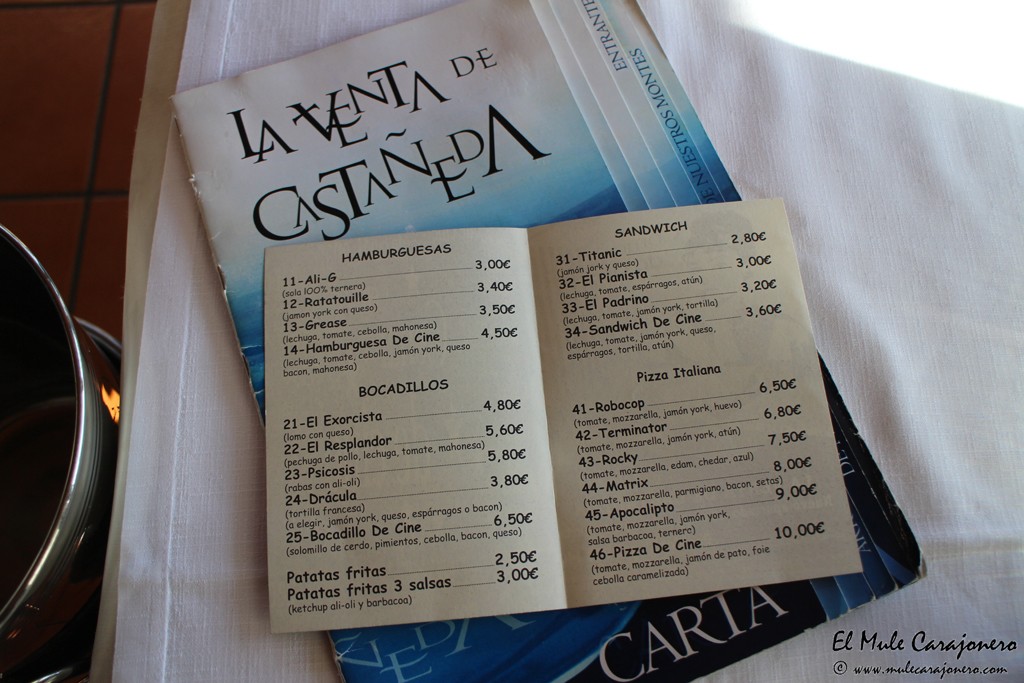 LA VENTA DE
CASTAÑEDA
ENTRANTE
DE NUESTROS MONTES
HAMBURGUESAS
11-Ali-G 3,00€
(solo 100% ternera)
12-Ratatouille 3,40€
(jamon york con queso)
13-Grease 3,50€
(lechuga, tomate, cebolla, mahonesa)
14-Hamburguesa De Cine 4,50€
(lechuga, tomate, cebolla, jamón york, queso
bacon, mahonesa)
BOCADILLOS
21-El Exorcista 4,80€
(lomo con queso)
22-El Resplandor 5,60€
(pechuga de pollo, lechuga, tomate, mahonesa)
23-Psicosis 5,80€
(rabas con ali-oli)
24-Drácula 3,80€
(tortilla francesa)
(a elegir, jamón york, queso, espárragos o bacon)
25-Bocadillo De Cine 6,50€
(solomillo de cerdo, pimientos, cebolla, bacon, queso)
Patatas fritas 2,50€
Patatas fritas 3 salsas 3,00€
(ketchup ali-oli y barbacoa)
SANDWICH
31-Titanic 2,80€
(jamón jork y queso)
32-El Pianista 3,00€
(lechuga, tomate, espárragos, atún)
33-El Padrino 3,20€
(lechuga, tomate, jamón york, tortilla)
34-Sandwich De Cine 3,60€
(lechuga, tomate, jamón york, queso,
espárragos, tortilla, atún)
Pizza Italiana
41-Robocop 6,50€
(tomate, mozzarella, jamón york, huevo)
42-Terminator 6,80€
(tomate, mozzarella, jamón york, atún)
43-Rocky 7,50€
(tomate, mozzarella, edam, chedar, azul)
44-Matrix 8,00€
(tomate, mozzarella, parmigiano, bacon, setas)
45-Apocalipto 9,00€
(tomate, mozzarella, jamón york,
salsa barbacoa, ternera)
46-Pizza De Cine 10,00€
(tomate, mozzarella, jamón de pato, foie
cebolla caramelizada)
ÑEDA
CARTA
El Mule Carajonero
© www.mulecarajonero.com